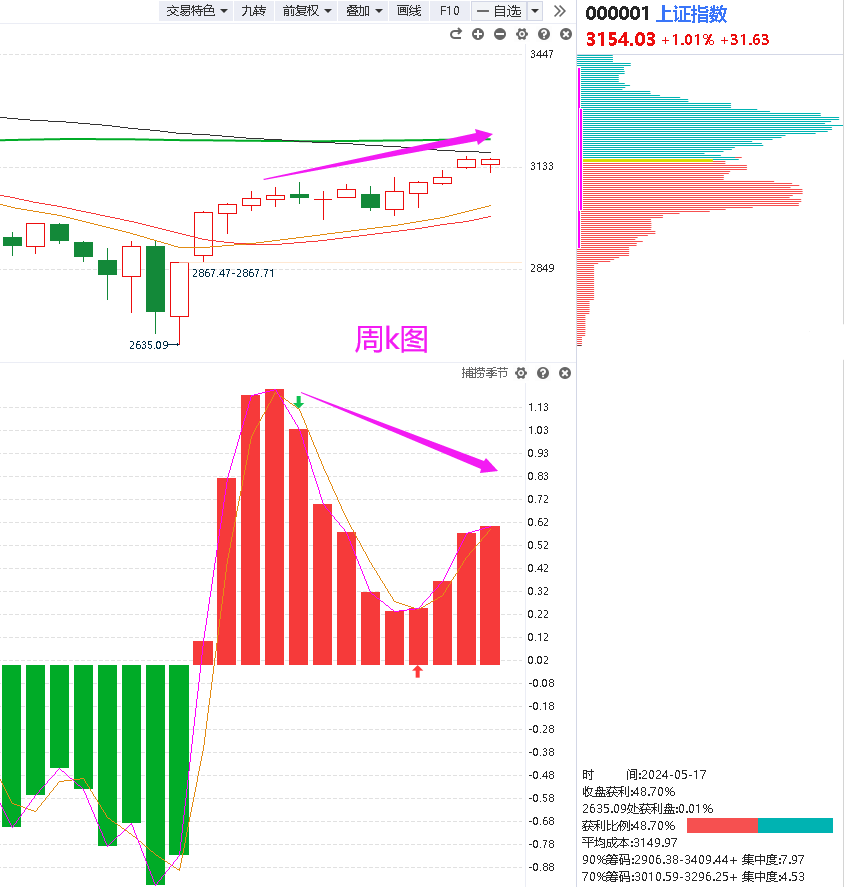 交易特色 九转 前复权 叠加 画线 F10 一 自选
000001 上证指数
3154.03 +1.01% +31.63
3447
3133
2867.47-2867.71
2849
周k图
2635.09
捕捞季节
1.13
1.03
0.93
0.83
0.72
0.62
0.52
0.42
0.32
0.22
0.12
0.02
-0.08
-0.18
-0.28
-0.38
-0.48
-0.58
-0.68
-0.78
-0.88
时 间:2024-05-17
收盘获利:48.70%
2635.09处获利盘:0.01%
获利比例:48.70%
平均成本:3149.97
90%筹码:2906.38-3409.44+ 集中度:7.97
70%筹码:3010.59-3296.25+ 集中度:4.53